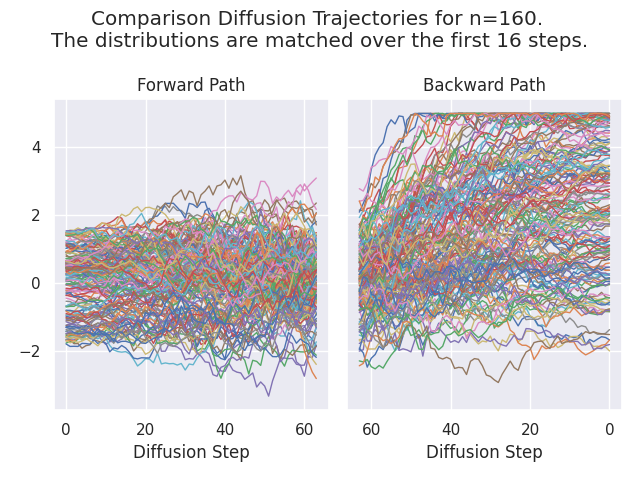 Comparison Diffusion Trajectories for n=160.
The distributions are matched over the first 16 steps.
Forward Path
Backward Path
4
2
0
−2
0 20 40 60
60 40 20 0
Diffusion Step
Diffusion Step